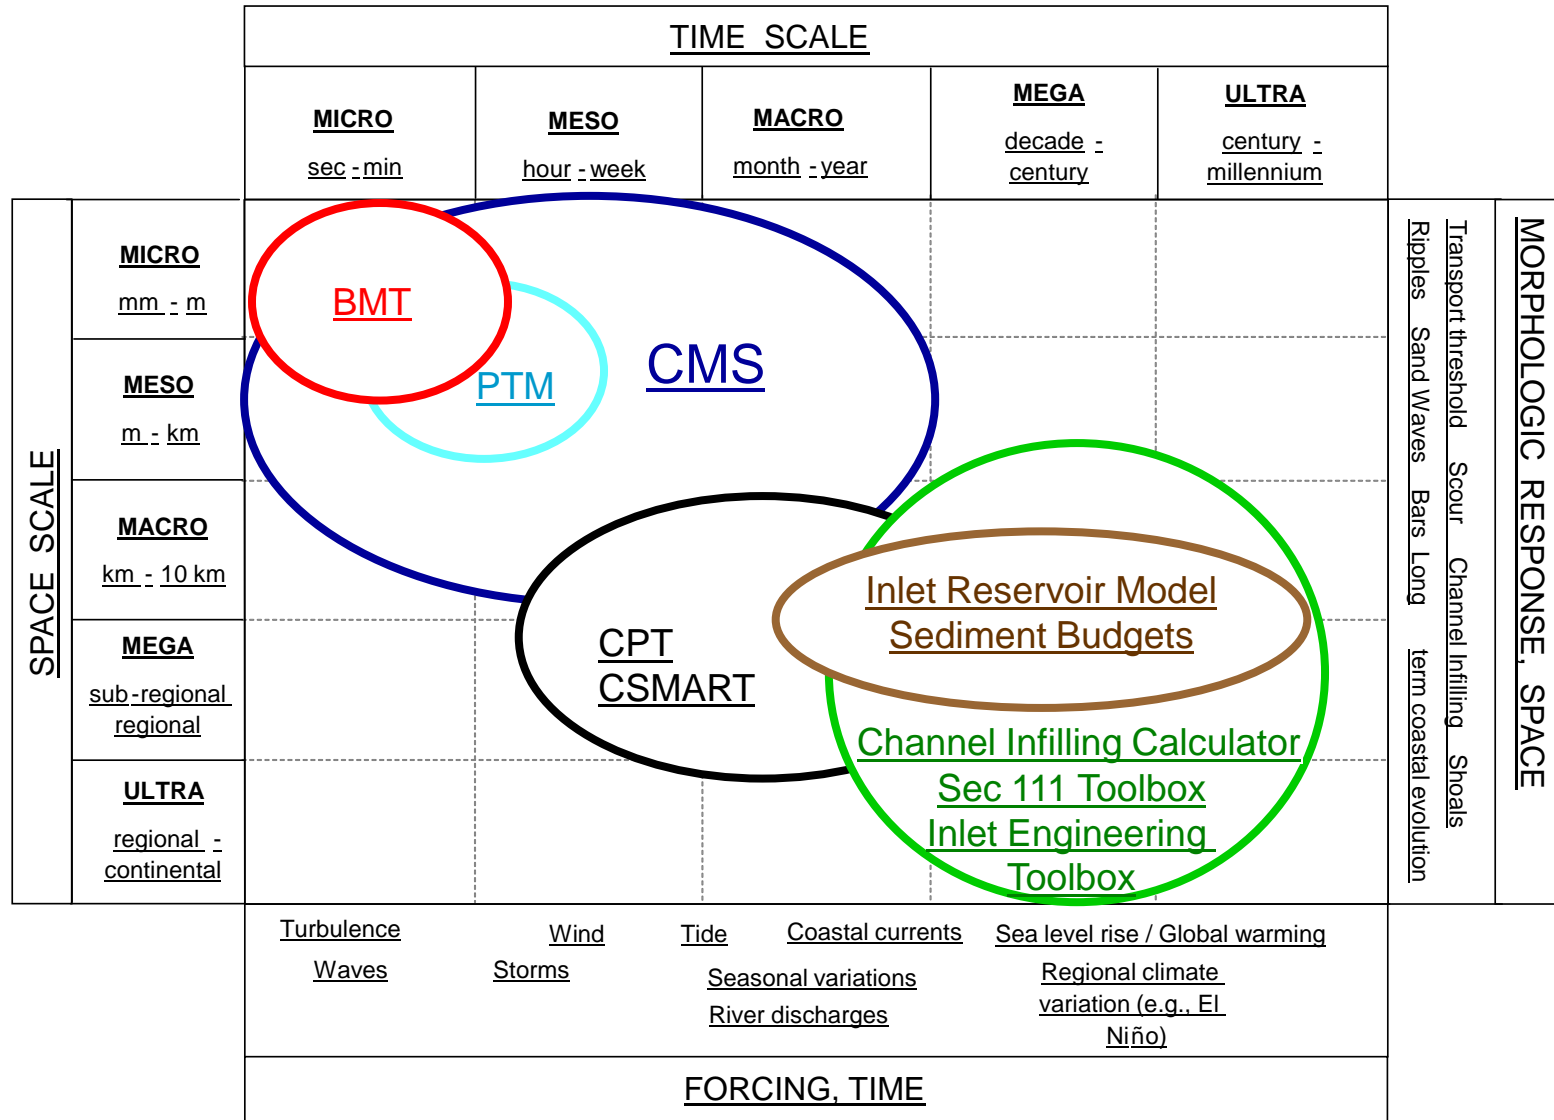 TIME SCALE
MICRO
sec - min
MESO
hour - week
MACRO
month - year
MEGA
decade -
century
ULTRA
century -
millennium
SPACE SCALE
MICRO
mm - m
MESO
m - km
MACRO
km - 10 km
MEGA
sub-regional
regional
ULTRA
regional -
continental
BMT
PTM
CMS
CPT
CSMART
Inlet Reservoir Model
Sediment Budgets
Channel Infilling Calculator
Sec 111 Toolbox
Inlet Engineering
Toolbox
MORPHOLOGIC RESPONSE, SPACE
Transport threshold Scour Channel Infilling Shoals
Ripples Sand Waves Bars Long term coastal evolution
Turbulence
Waves
Wind
Storms
Tide
Coastal currents
Seasonal variations
River discharges
Sea level rise / Global warming
Regional climate
variation (e.g., El
Niño)
FORCING, TIME